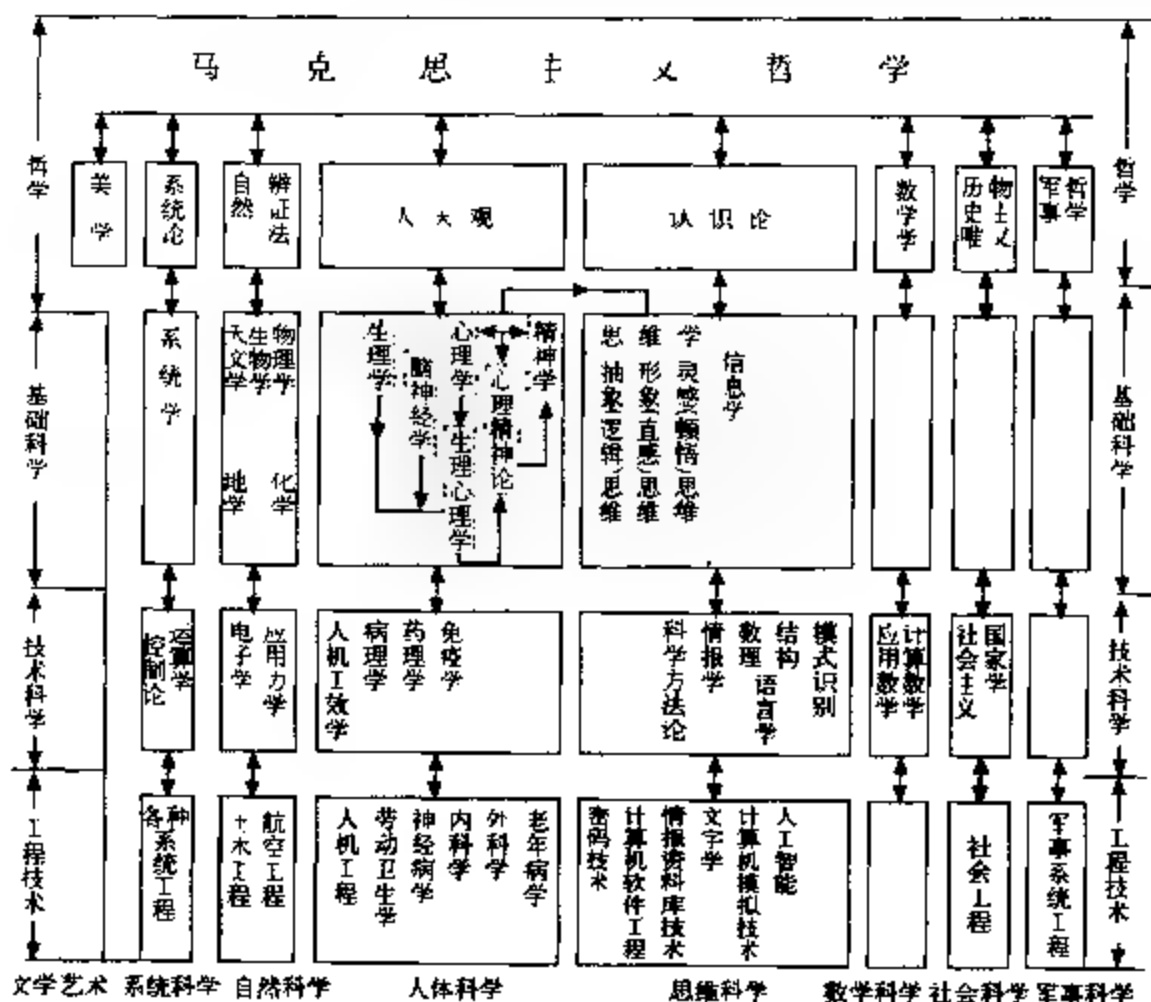 马克思主义哲学
哲学
美学
系统论
自然
辨证法
人天观
认识论
数学学
历史唯
物主义
军事
哲学
哲学
基础科学
系统学
天文学
生物学
物理学
地学
化学
生理学
脑神经学
心理学
生理心理学
心理精神论
精神学
思维学
抽象(逻辑)思维
形象(直感)思维
灵感(顿悟)思维
信息学
基础科学
技术科学
控制论
运算学
电子学
应用力学
人机工效学
病理学
药理学
免疫学
科学方法论
情报学
数理
语言学
结构
模式识别
应用数学
计算数学
社会主义
国家学
技术科学
工程技术
各种
系统工程
土木工程
航空工程
人机工程
劳动卫生学
神经病学
内科学
外科学
老年病学
密码技术
计算机软件工程
情报资料库技术
文字学
计算机模拟技术
人工智能
社会工程
军事系统工程
工程技术
文学艺术 系统科学 自然科学 人体科学 思维科学 数学科学 社会科学 军事科学